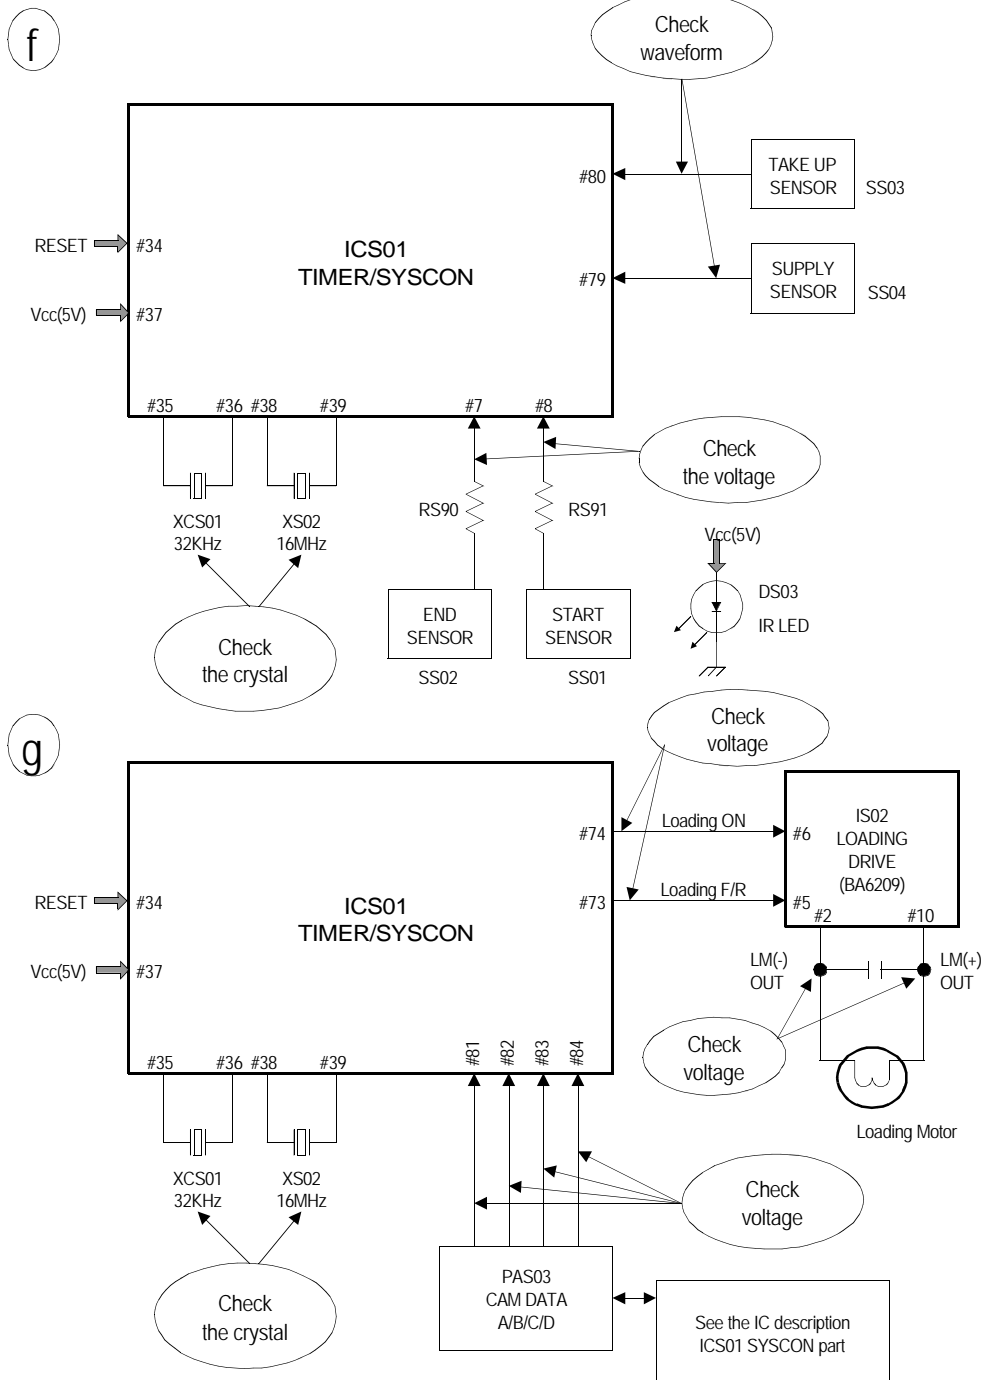 f
Check
waveform
#80
TAKE UP
SENSOR
SS03
RESET
#34
ICS01
TIMER/SYSCON
#79
SUPPLY
SENSOR
SS04
Vcc(5V)
#37
#35
#36
#38
#39
#7
#8
Check
the voltage
RS90
RS91
XCS01
32KHz
XS02
16MHz
Vcc(5V)
DS03
IR LED
END
SENSOR
START
SENSOR
Check
the crystal
SS02
SS01
g
Check
voltage
#74
Loading ON
#6
IS02
LOADING
DRIVE
(BA6209)
RESET
#34
ICS01
TIMER/SYSCON
#73
Loading F/R
#5
#2
#10
Vcc(5V)
#37
LM(-)
OUT
LM(+)
OUT
#35
#36
#38
#39
#81
#82
#83
#84
Check
voltage
Loading Motor
XCS01
32KHz
XS02
16MHz
Check
voltage
Check
the crystal
PAS03
CAM DATA
A/B/C/D
See the IC description
ICS01 SYSCON part